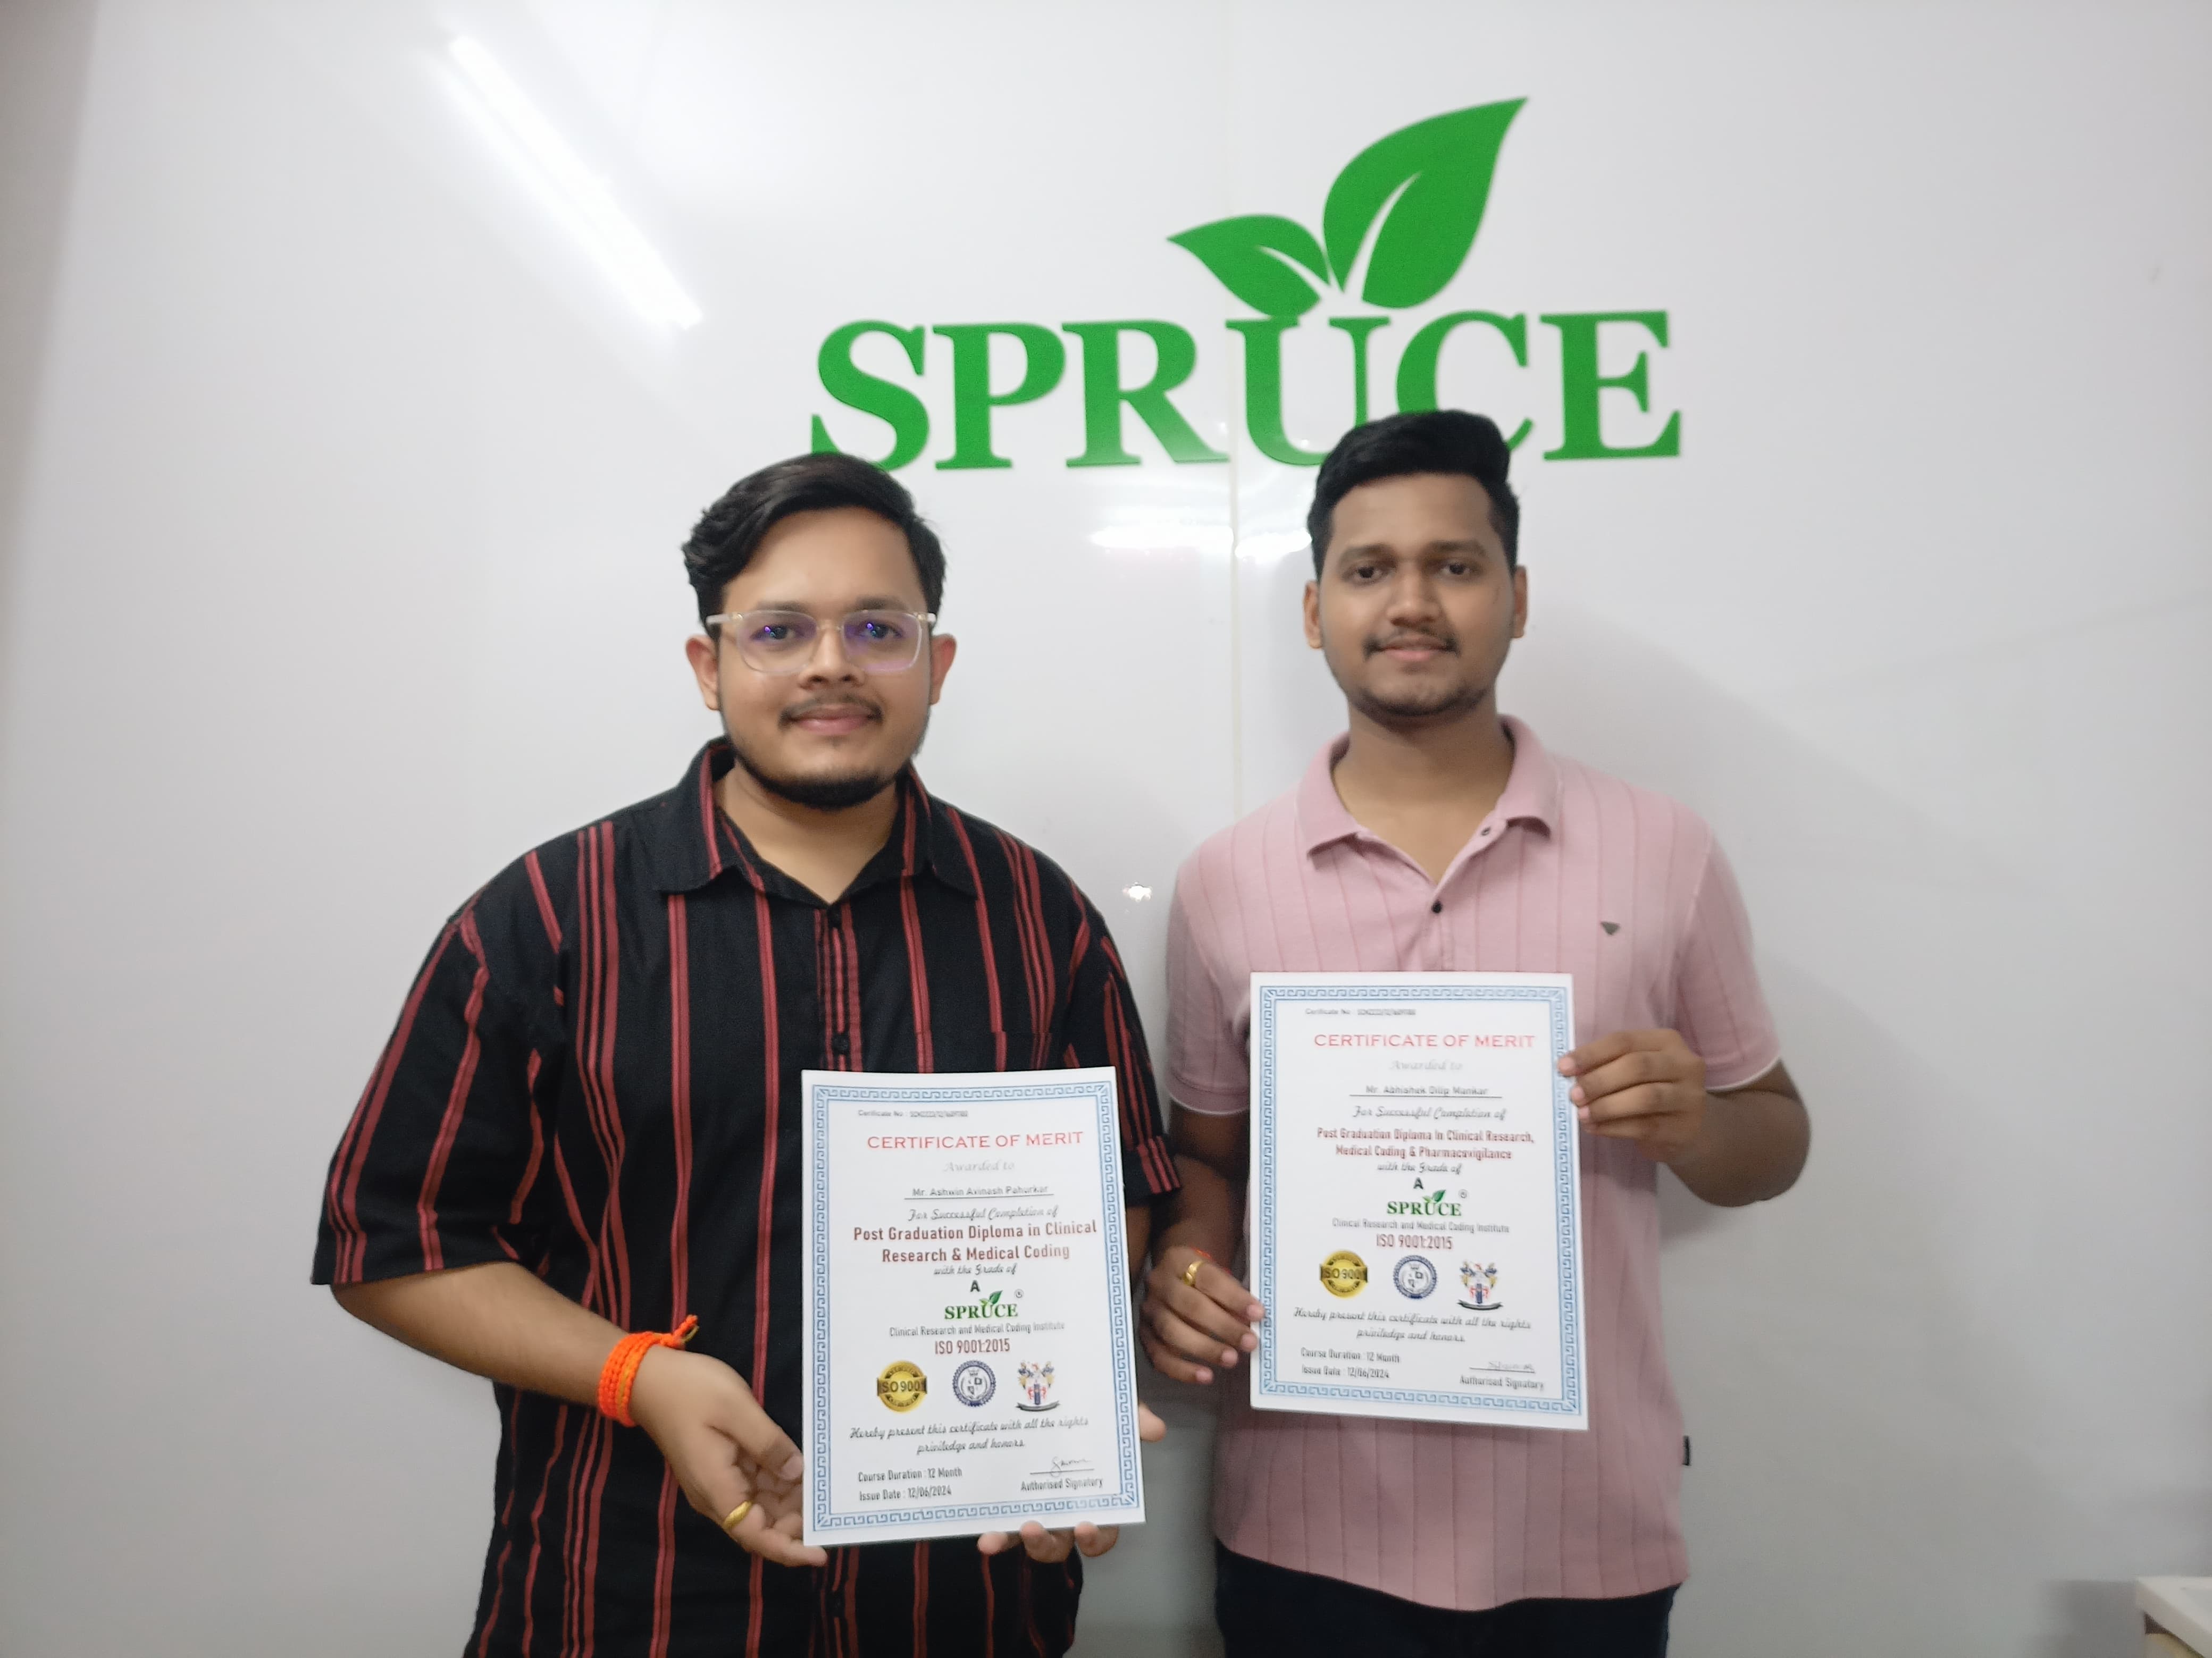 SPRUCE
Certificate No :
CERTIFICATE OF MERIT
Awarded to
Mr. Ashwin Avinash Pahurkar
For Successful Completion of
Post Graduation Diploma in Clinical
Research & Medical Coding
with the Grade of
A
SPRUCE ®
Clinical Research and Medical Coding Institute
ISO 9001:2015
ISO 9001
Hereby present this certificate with all the rights
priviledge and honors.
Course Duration : 12 Month
Issue Date : 12/06/2024
Authorised Signatory
Certificate No :
CERTIFICATE OF MERIT
Awarded to
Mr. Abhishek Dilip Mankar
For Successful Completion of
Post Graduation Diploma In Clinical Research,
Medical Coding & Pharmacovigilance
with the Grade of
A
SPRUCE ®
Clinical Research and Medical Coding Institute
ISO 9001:2015
ISO 9001
Hereby present this certificate with all the rights
priviledge and honors.
Course Duration : 12 Month
Issue Date : 12/06/2024
Authorised Signatory